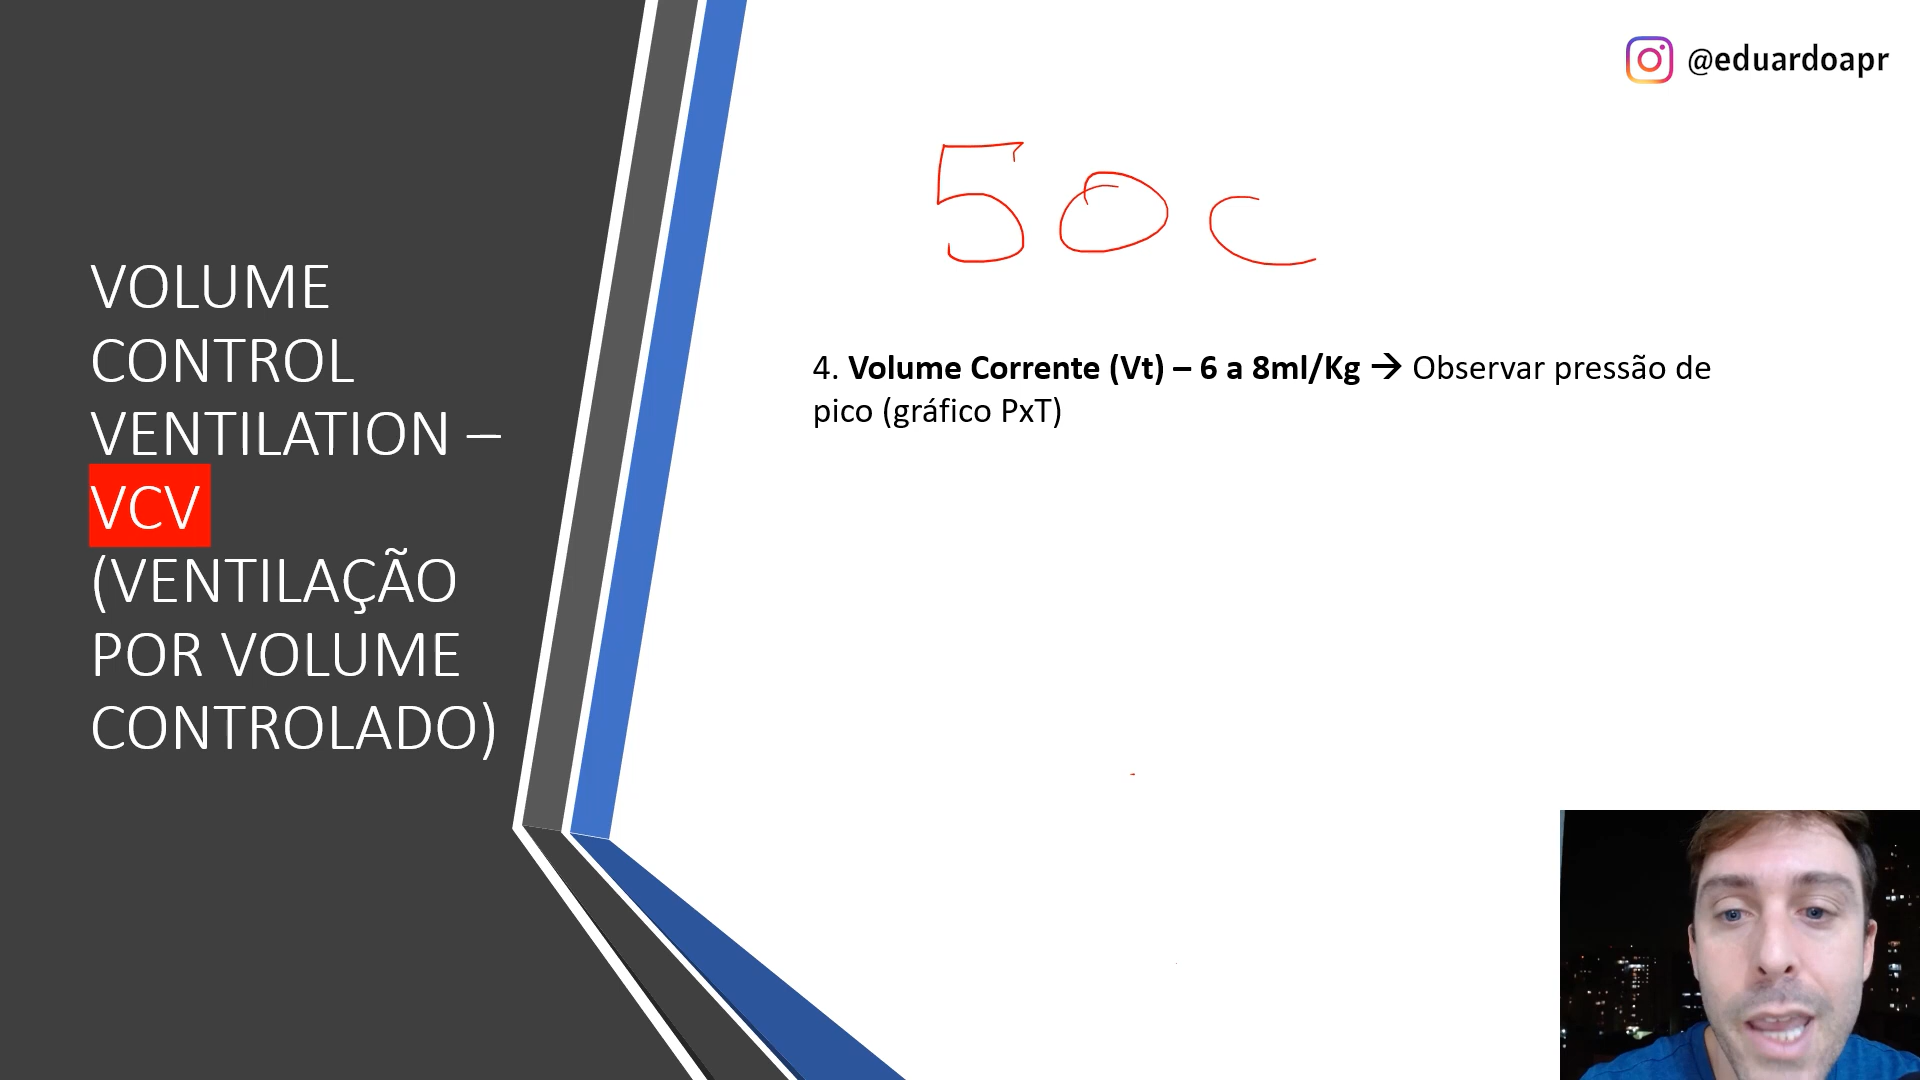 @eduardoapr
50c
VOLUME
CONTROL
VENTILATION –
VCV
(VENTILAÇÃO
POR VOLUME
CONTROLADO)
4. Volume Corrente (Vt) – 6 a 8ml/Kg → Observar pressão de
pico (gráfico PxT)